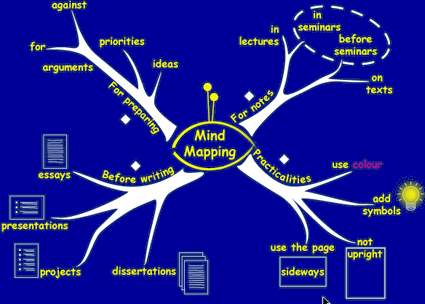 against
for
arguments
priorities
ideas
For preparing
in
lectures
in
seminars
before
seminars
on
texts
For notes
Mind
Mapping
Before writing
essays
presentations
projects
dissertations
Practicalities
use colour
add
symbols
use the page
sideways
not
upright